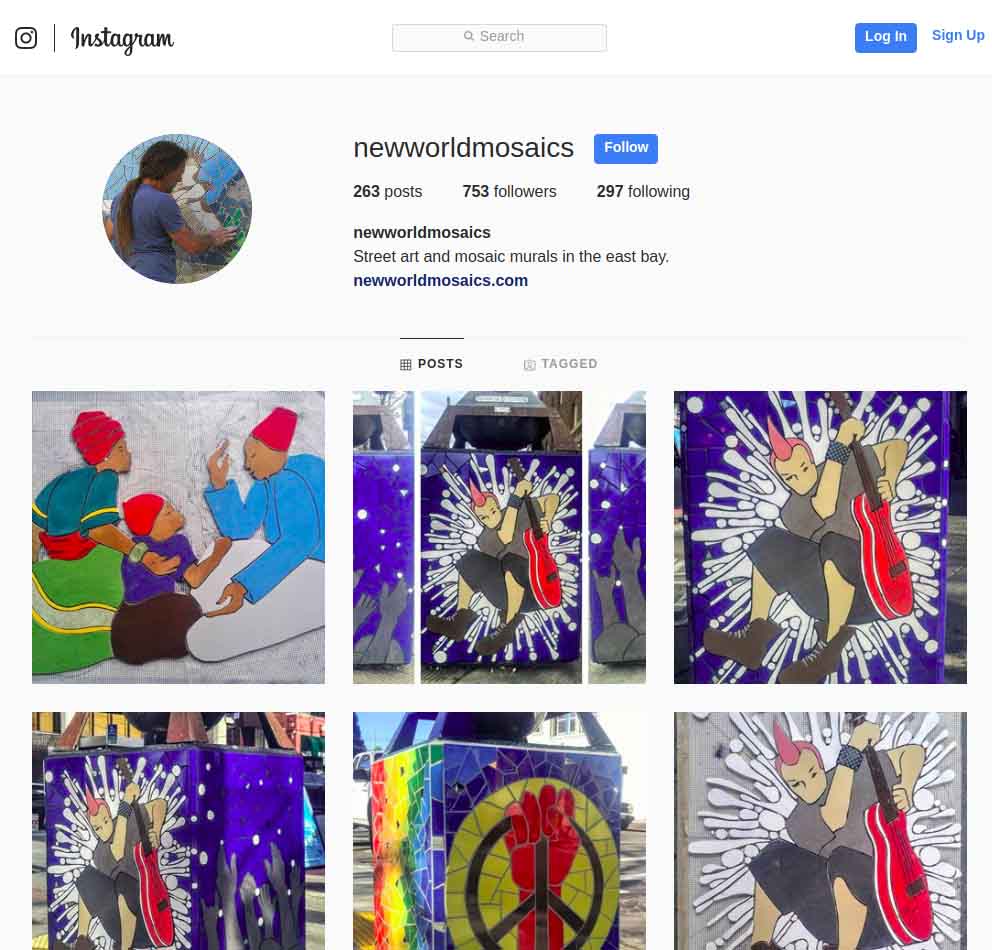 Instagram
Search
Log In
Sign Up
newworldmosaics
Follow
263 posts
753 followers
297 following
newworldmosaics
Street art and mosaic murals in the east bay.
newworldmosaics.com
POSTS
TAGGED